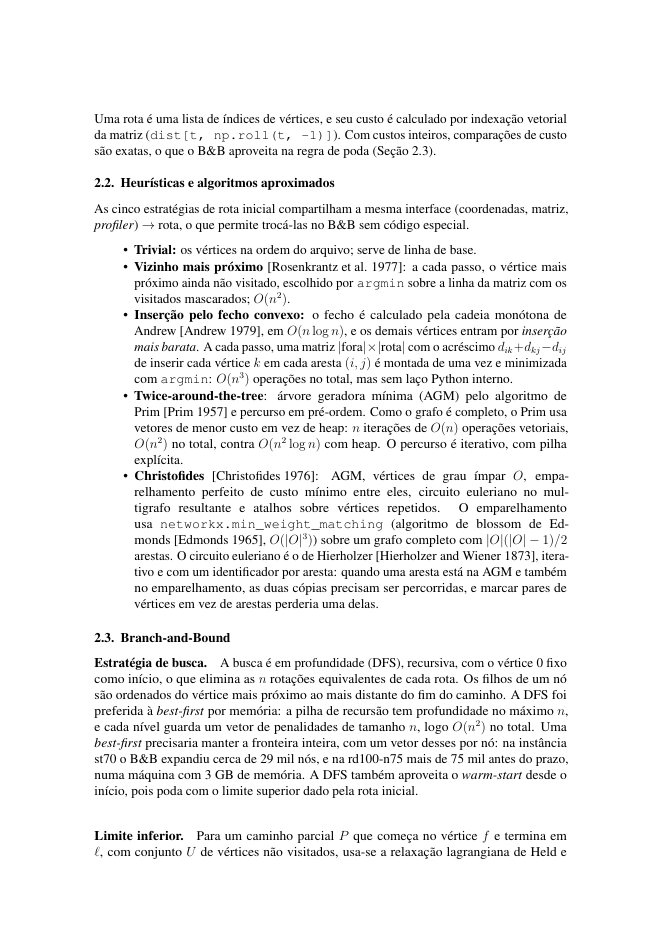 Uma rota é uma lista de índices de vértices, e seu custo é calculado por indexação vetorial
da matriz (dist[t, np.roll(t, -1)]). Com custos inteiros, comparações de custo
são exatas, o que o B&B aproveita na regra de poda (Seção 2.3).
2.2. Heurísticas e algoritmos aproximados
As cinco estratégias de rota inicial compartilham a mesma interface (coordenadas, matriz,
profiler) → rota, o que permite trocá-las no B&B sem código especial.
• Trivial: os vértices na ordem do arquivo; serve de linha de base.
• Vizinho mais próximo [Rosenkrantz et al. 1977]: a cada passo, o vértice mais
próximo ainda não visitado, escolhido por argmin sobre a linha da matriz com os
visitados mascarados; O(n²).
• Inserção pelo fecho convexo: o fecho é calculado pela cadeia monótona de
Andrew [Andrew 1979], em O(n log n), e os demais vértices entram por inserção
mais barata. A cada passo, uma matriz |fora|×|rota| com o acréscimo d_{ik}+d_{kj}−d_{ij}
de inserir cada vértice k em cada aresta (i, j) é montada de uma vez e minimizada
com argmin: O(n³) operações no total, mas sem laço Python interno.
• Twice-around-the-tree: árvore geradora mínima (AGM) pelo algoritmo de
Prim [Prim 1957] e percurso em pré-ordem. Como o grafo é completo, o Prim usa
vetores de menor custo em vez de heap: n iterações de O(n) operações vetoriais,
O(n²) no total, contra O(n² log n) com heap. O percurso é iterativo, com pilha
explícita.
• Christofides [Christofides 1976]: AGM, vértices de grau ímpar O, empa-
relhamento perfeito de custo mínimo entre eles, circuito euleriano no mul-
tigrafo resultante e atalhos sobre vértices repetidos. O emparelhamento
usa networkx.min_weight_matching (algoritmo de blossom de Ed-
monds [Edmonds 1965], O(|O|³)) sobre um grafo completo com |O|(|O| − 1)/2
arestas. O circuito euleriano é o de Hierholzer [Hierholzer and Wiener 1873], itera-
tivo e com um identificador por aresta: quando uma aresta está na AGM e também
no emparelhamento, as duas cópias precisam ser percorridas, e marcar pares de
vértices em vez de arestas perderia uma delas.
2.3. Branch-and-Bound
Estratégia de busca. A busca é em profundidade (DFS), recursiva, com o vértice 0 fixo
como início, o que elimina as n rotações equivalentes de cada rota. Os filhos de um nó
são ordenados do vértice mais próximo ao mais distante do fim do caminho. A DFS foi
preferida à best-first por memória: a pilha de recursão tem profundidade no máximo n,
e cada nível guarda um vetor de penalidades de tamanho n, logo O(n²) no total. Uma
best-first precisaria manter a fronteira inteira, com um vetor desses por nó: na instância
st70 o B&B expandiu cerca de 29 mil nós, e na rd100-n75 mais de 75 mil antes do prazo,
numa máquina com 3 GB de memória. A DFS também aproveita o warm-start desde o
início, pois poda com o limite superior dado pela rota inicial.
Limite inferior. Para um caminho parcial P que começa no vértice f e termina em
ℓ, com conjunto U de vértices não visitados, usa-se a relaxação lagrangiana de Held e